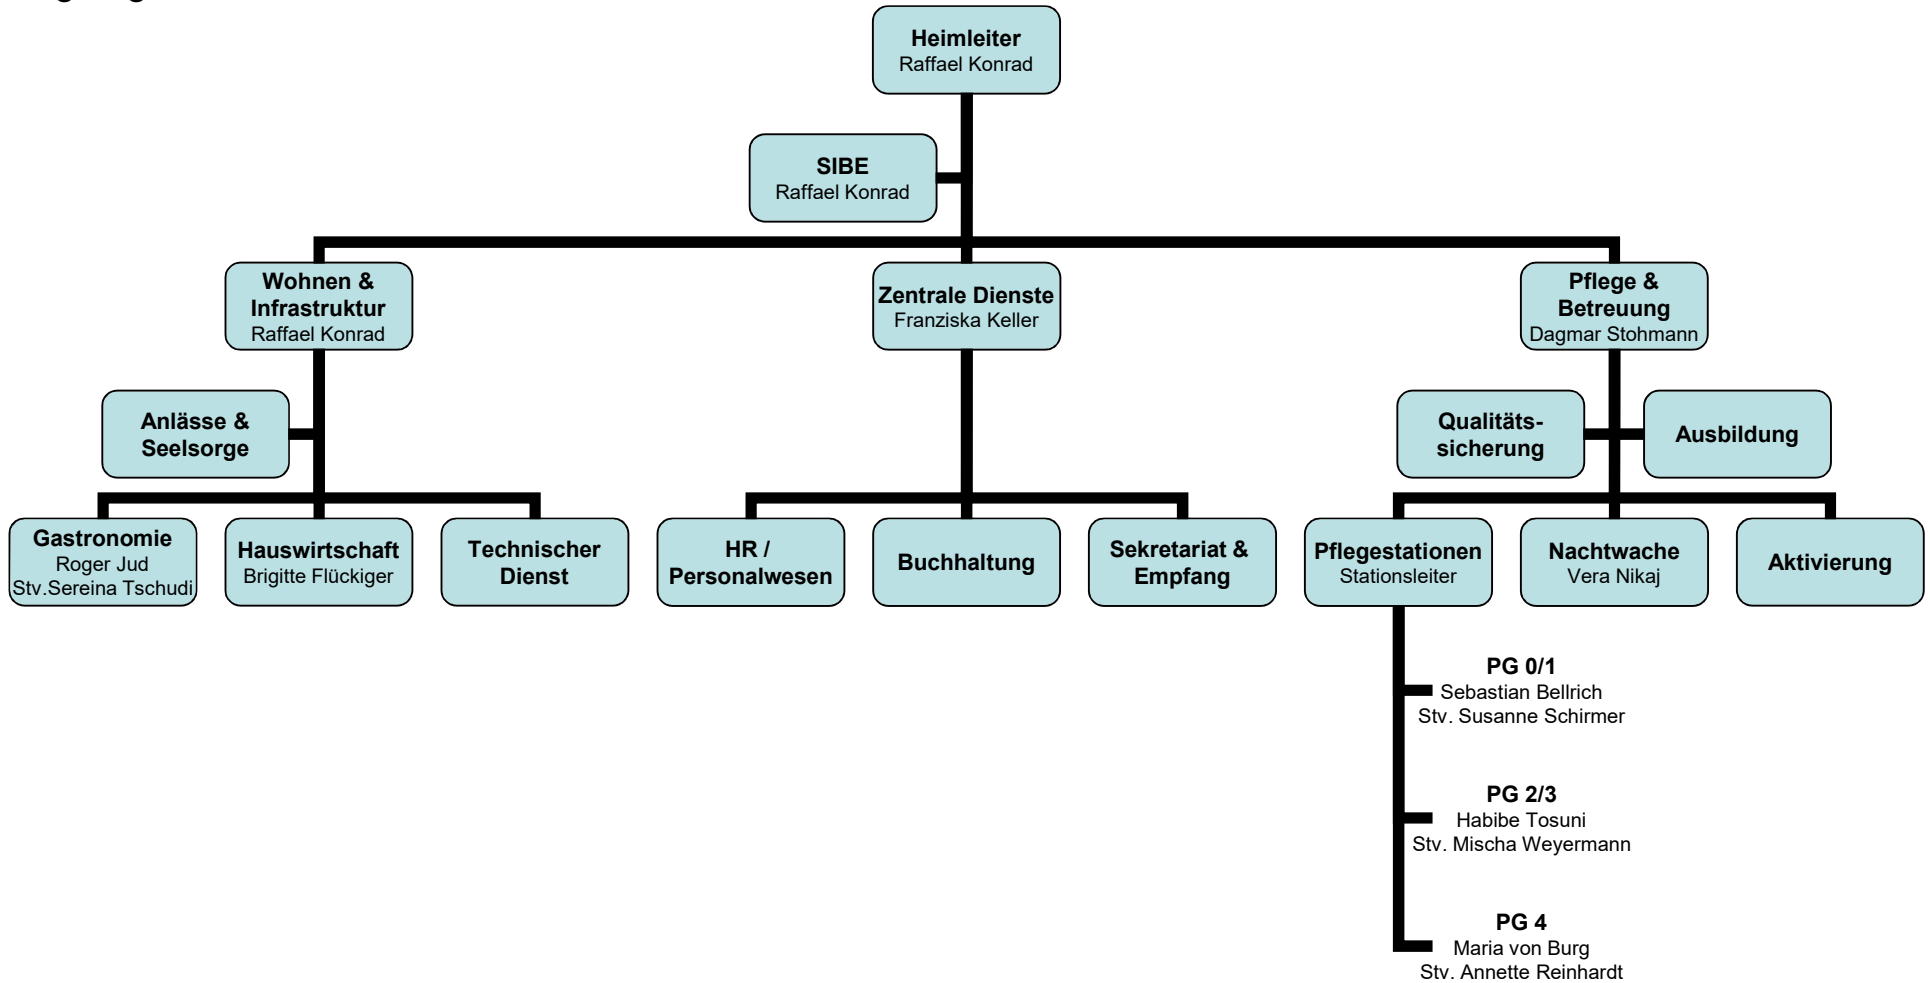 Heimleiter
Raffael Konrad
SIBE
Raffael Konrad
Wohnen &
Infrastruktur
Raffael Konrad
Zentrale Dienste
Franziska Keller
Pflege &
Betreuung
Dagmar Stohmann
Anlässe &
Seelsorge
Qualitäts-
sicherung
Ausbildung
Gastronomie
Roger Jud
Stv.Sereina Tschudi
Hauswirtschaft
Brigitte Flückiger
Technischer
Dienst
HR /
Personalwesen
Buchhaltung
Sekretariat &
Empfang
Pflegestationen
Stationsleiter
Nachtwache
Vera Nikaj
Aktivierung
PG 0/1
Sebastian Bellrich
Stv. Susanne Schirmer
PG 2/3
Habibe Tosuni
Stv. Mischa Weyermann
PG 4
Maria von Burg
Stv. Annette Reinhardt